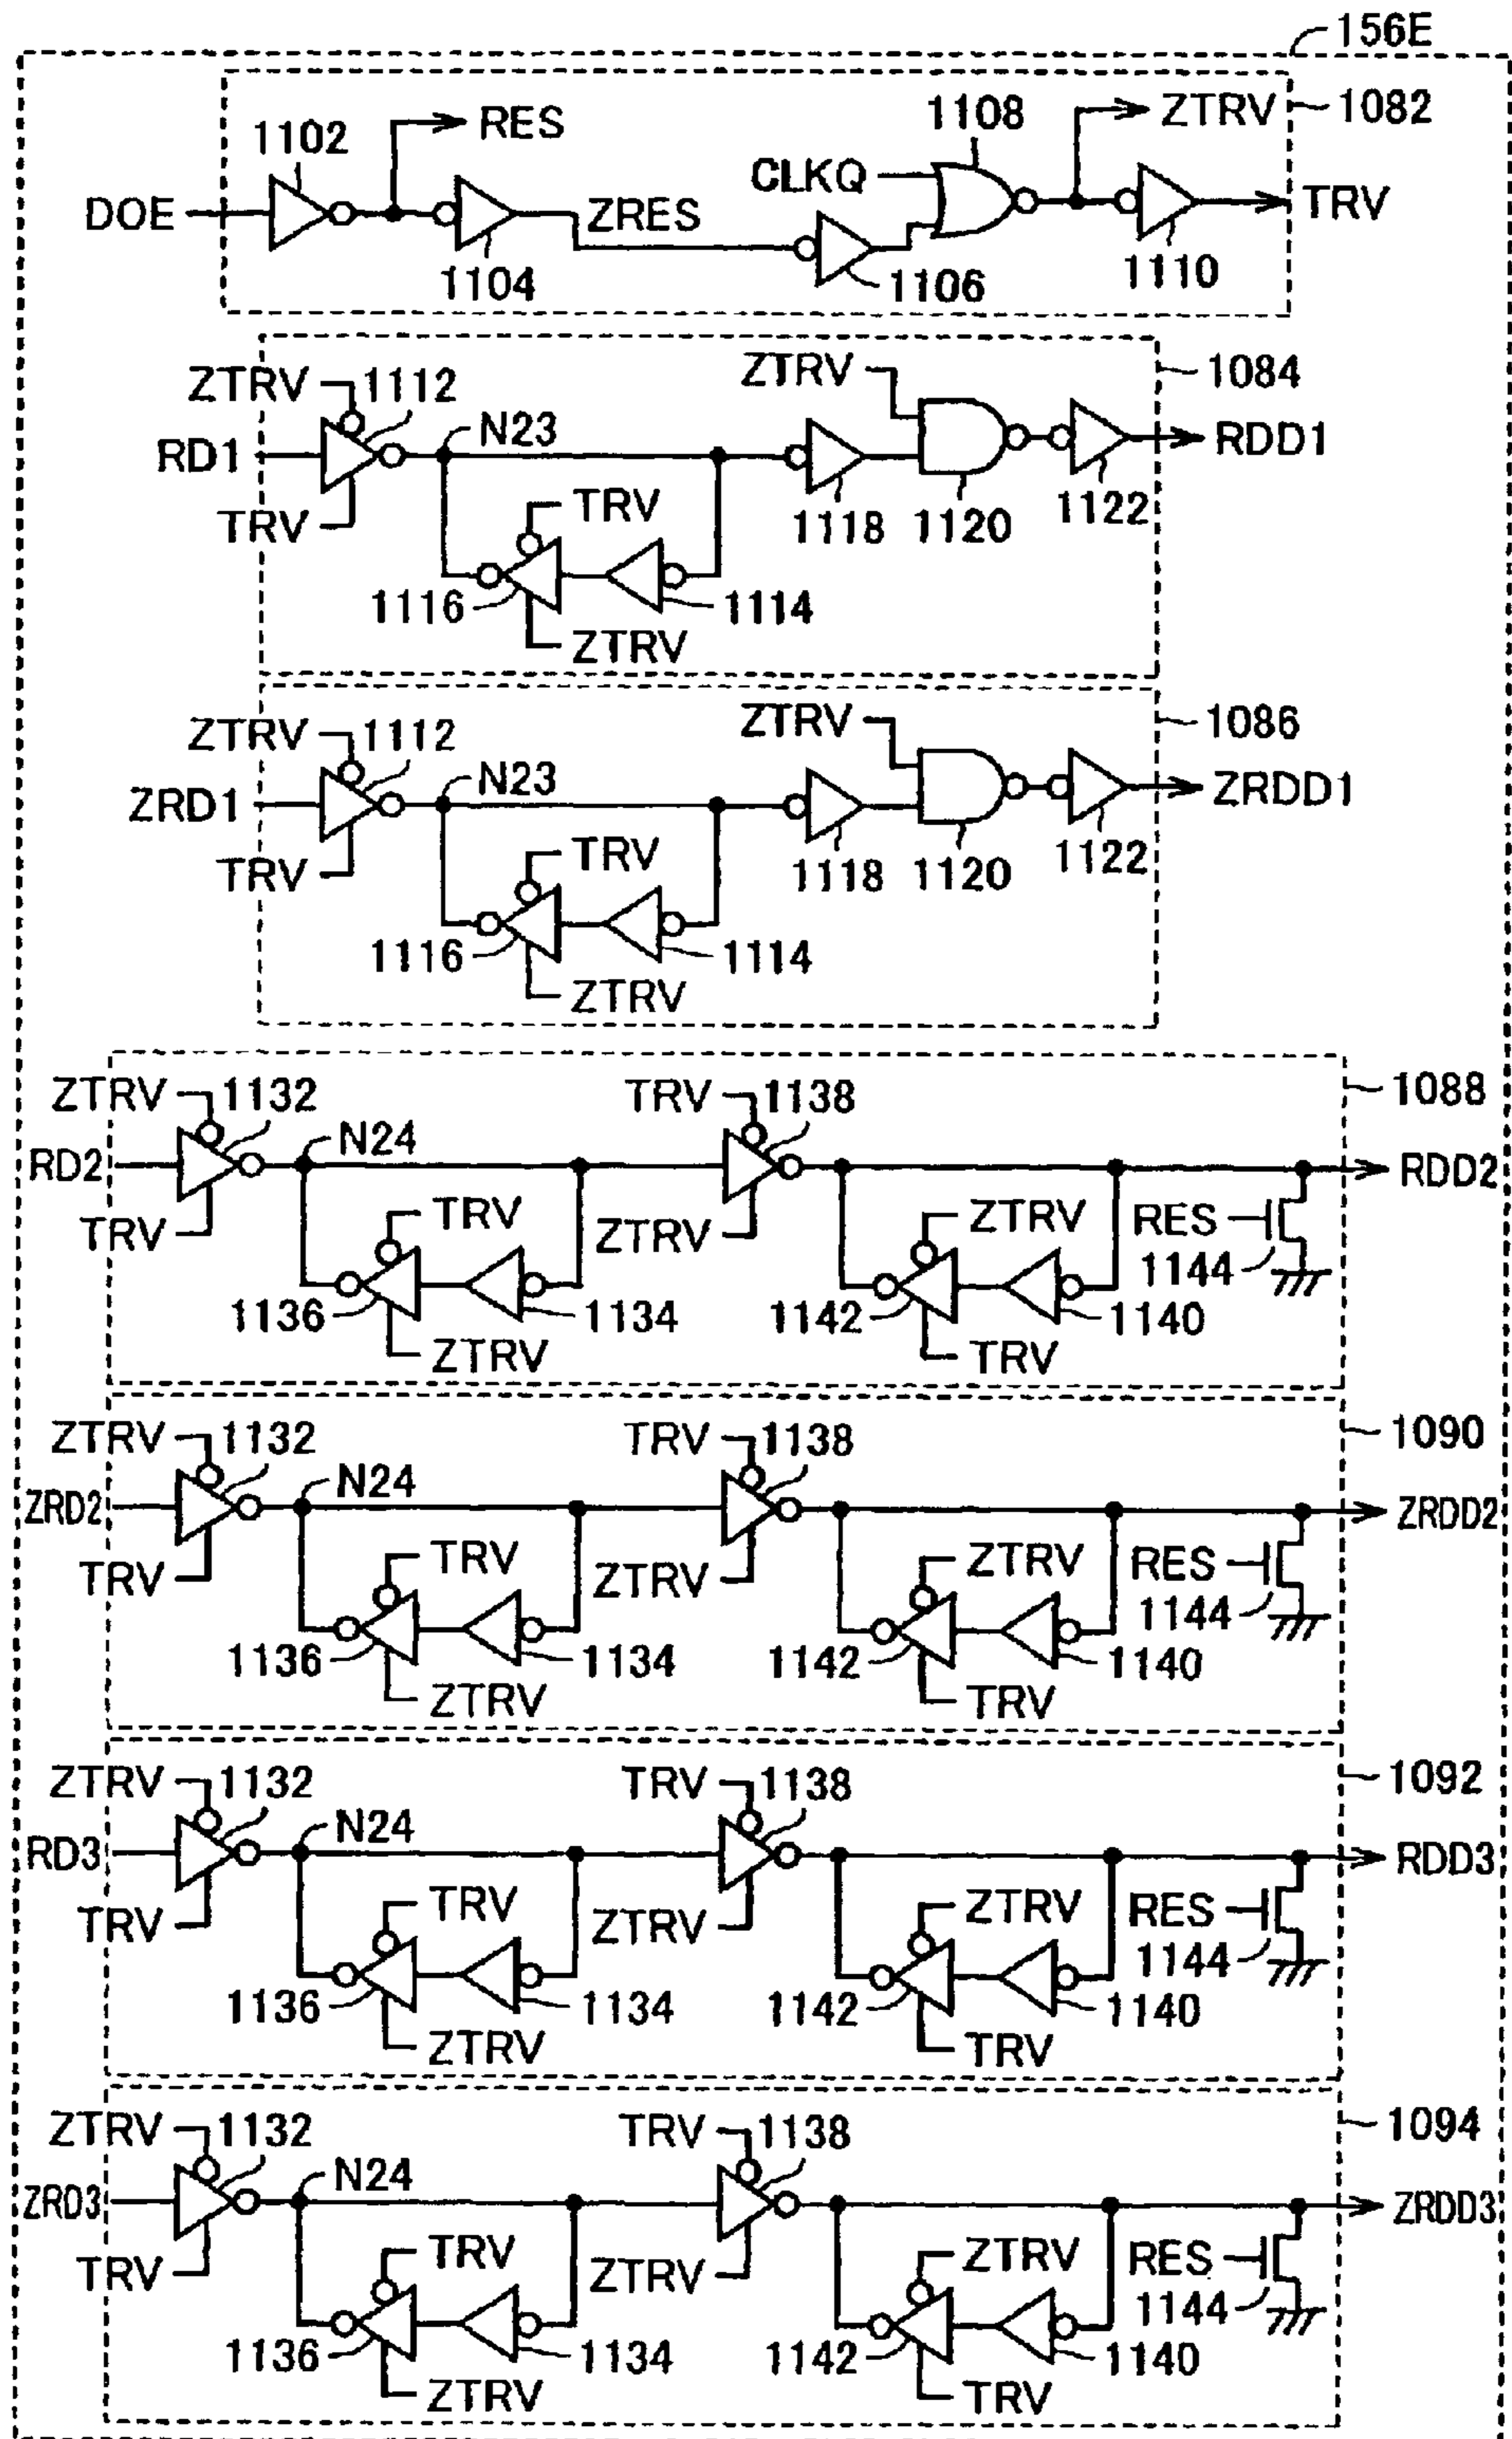 156E
RES
1102
1108
ZTRV
1082
DOE
CLKQ
ZRES
TRV
1104
1106
1110
ZTRV
1112
ZTRV
1084
RD1
N23
RDD1
TRV
TRV
1118
1120
1122
1116
1114
ZTRV
ZTRV
1112
ZTRV
1086
ZRD1
N23
ZRDD1
TRV
TRV
1118
1120
1122
1116
1114
ZTRV
ZTRV
1132
TRV
1138
1088
RD2
N24
RDD2
TRV
TRV
ZTRV
ZTRV
RES
1144
1136
1134
1142
1140
ZTRV
TRV
ZTRV
1132
TRV
1138
1090
ZRD2
N24
ZRDD2
TRV
TRV
ZTRV
ZTRV
RES
1144
1136
1134
1142
1140
ZTRV
TRV
ZTRV
1132
TRV
1138
1092
RD3
N24
RDD3
TRV
TRV
ZTRV
ZTRV
RES
1144
1136
1134
1142
1140
ZTRV
TRV
ZTRV
1132
TRV
1138
1094
ZRD3
N24
ZRDD3
TRV
TRV
ZTRV
ZTRV
RES
1144
1136
1134
1142
1140
ZTRV
TRV